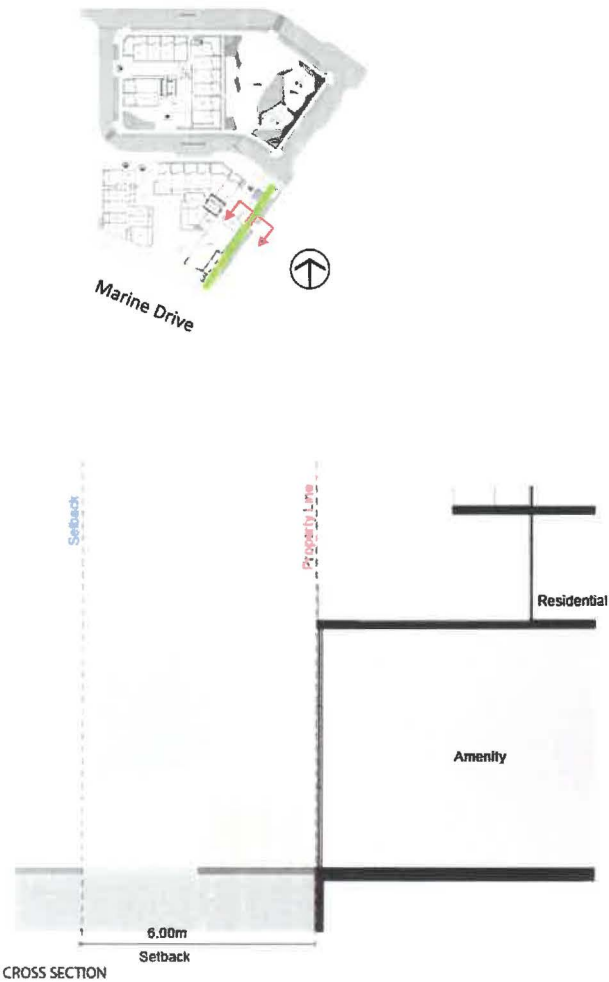 Marine Drive
Setback
Property Line
Residential
Amenity
6.00m
Setback
CROSS SECTION